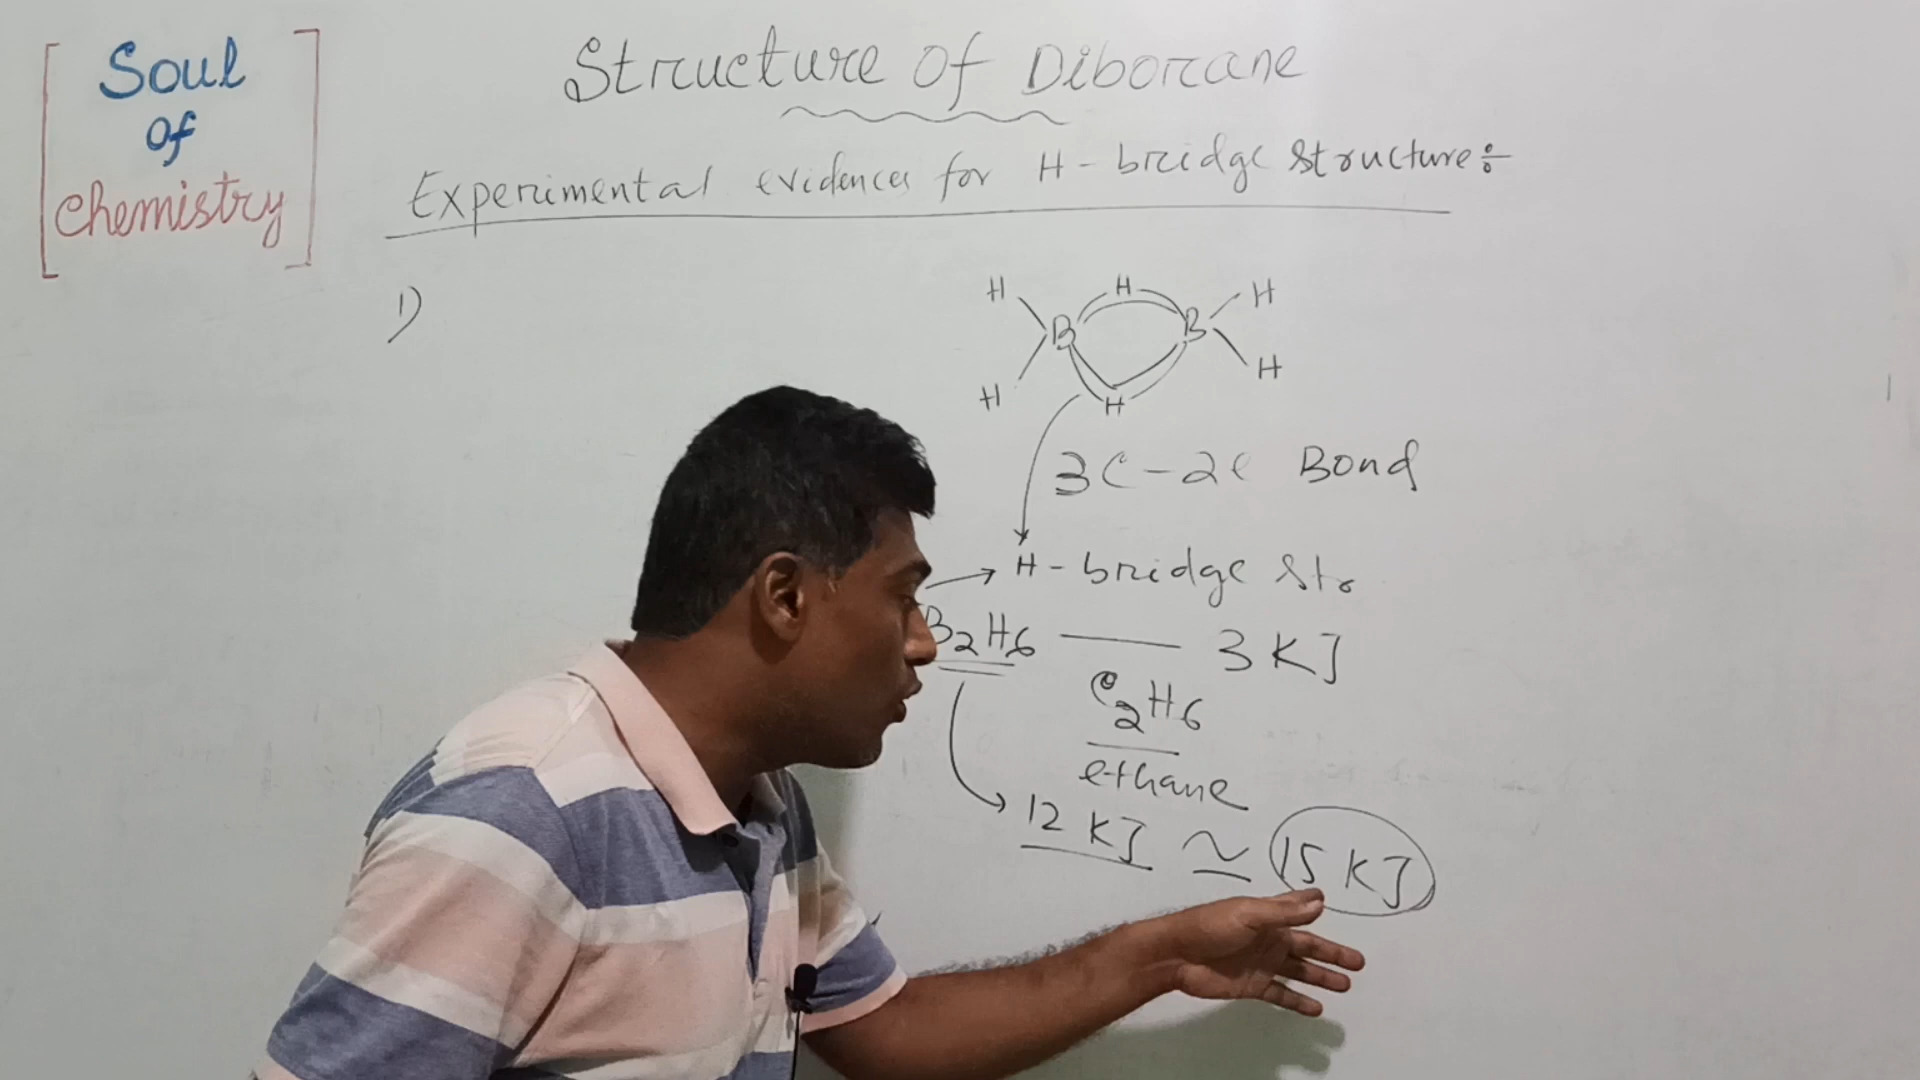 Soul
Of
Chemistry
Structure Of Diborane
Experimental evidences for H - bridge Structure÷
1)
H H H
B B
H H H
3C - 2e Bond
H - bridge Str
B2H6 — 3 KJ
C2H6
ethane
12 KJ ≃ 15 KJ